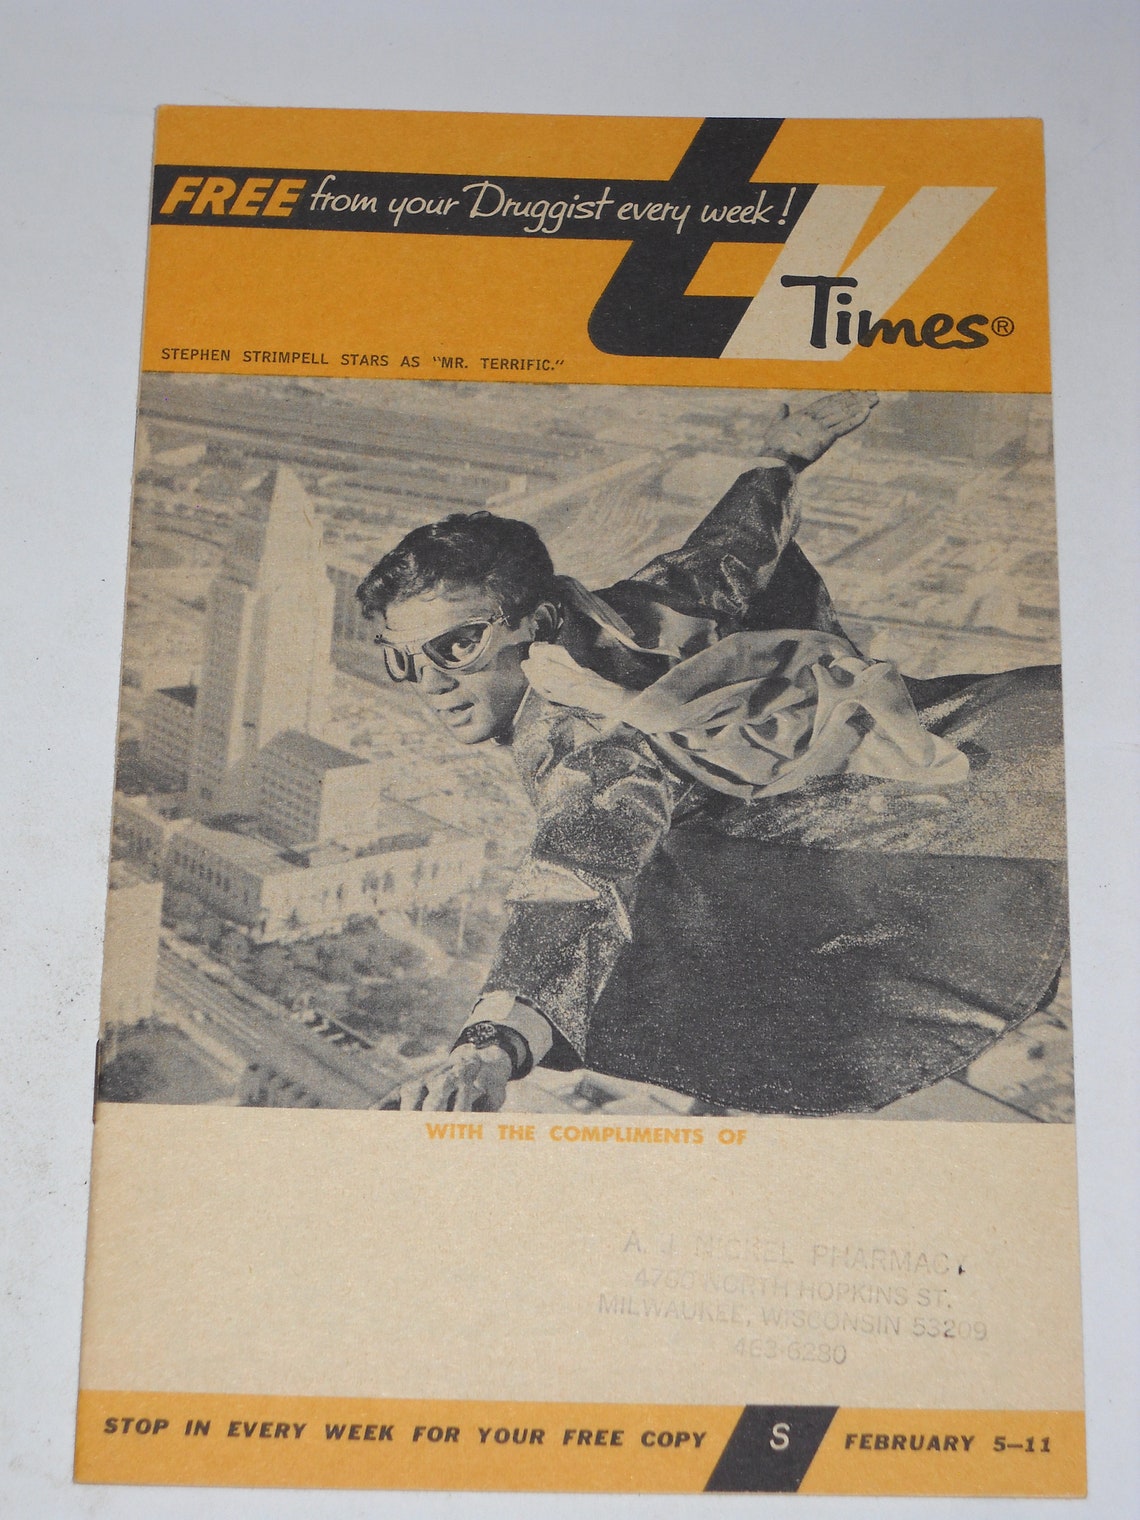 FREE from your Druggist every week!
tv
Times®
STEPHEN STRIMPELL STARS AS "MR. TERRIFIC."
WITH THE COMPLIMENTS OF
A. J. NICKEL PHARMACY
NORTH HOPKINS ST.
MILWAUKEE, WISCONSIN 53209
463-6280
STOP IN EVERY WEEK FOR YOUR FREE COPY S FEBRUARY 5–11